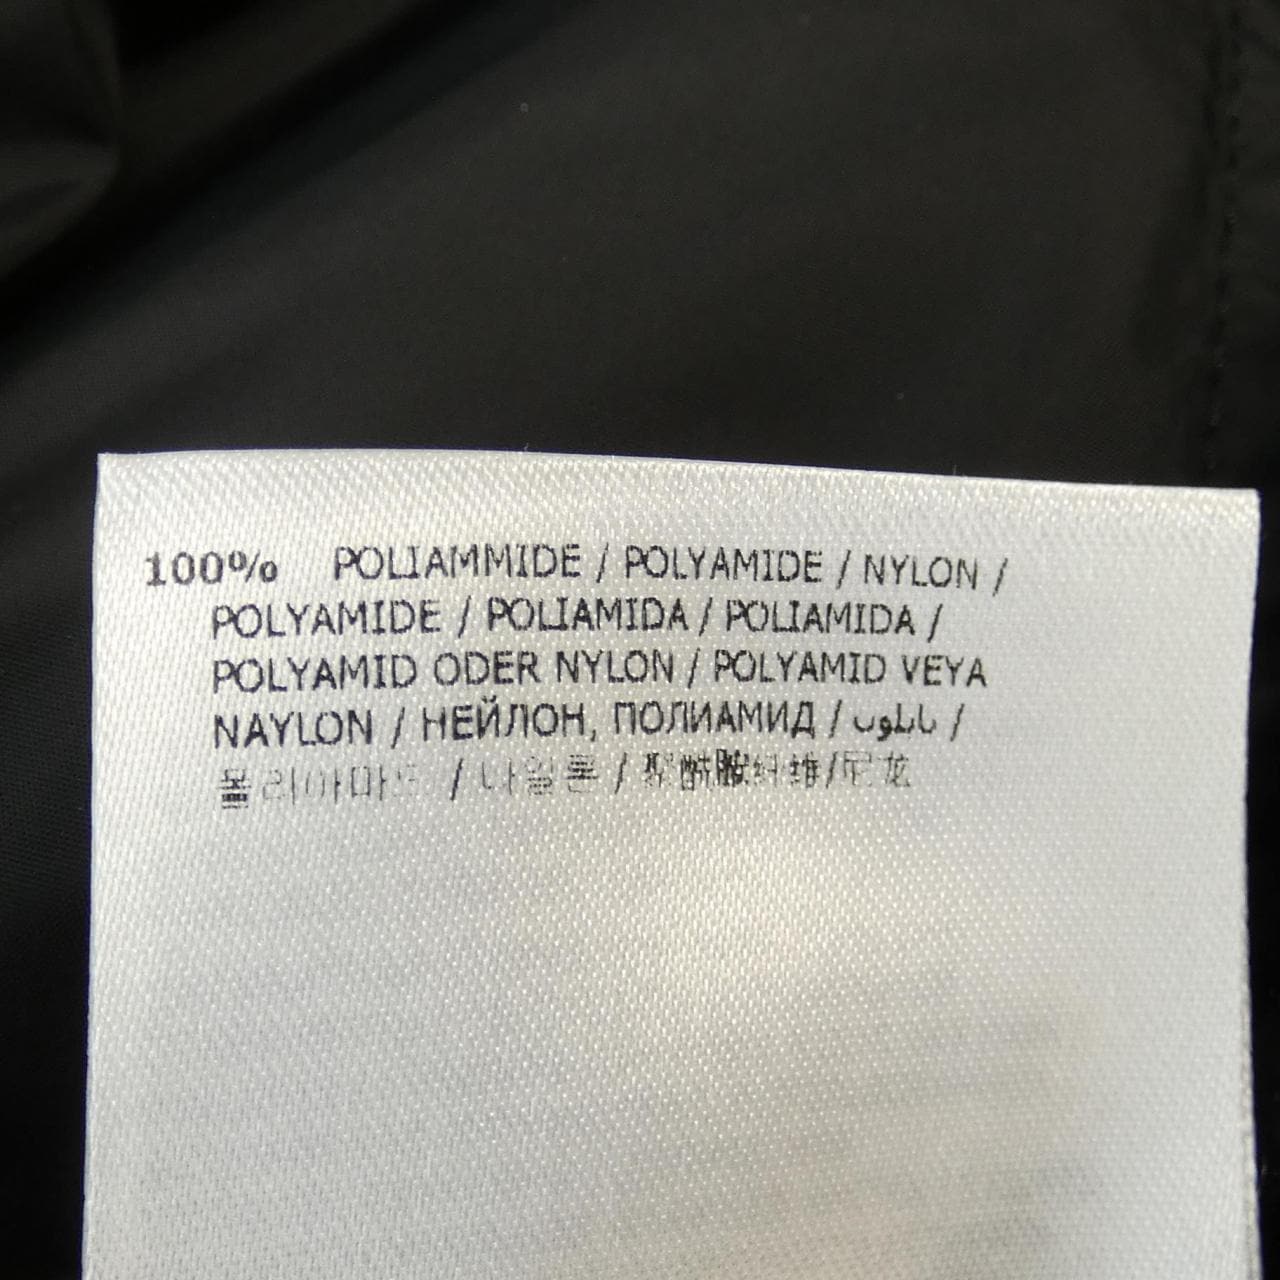 100% POLIAMMIDE / POLYAMIDE / NYLON /
POLYAMIDE / POLIAMIDA / POLIAMIDA /
POLYAMID ODER NYLON / POLYAMID VEYA
NAYLON / НЕЙЛОН, ПОЛИАМИД / نايلون /
폴리아마드 / 나일론 / 聚酰胺纤维/尼龙